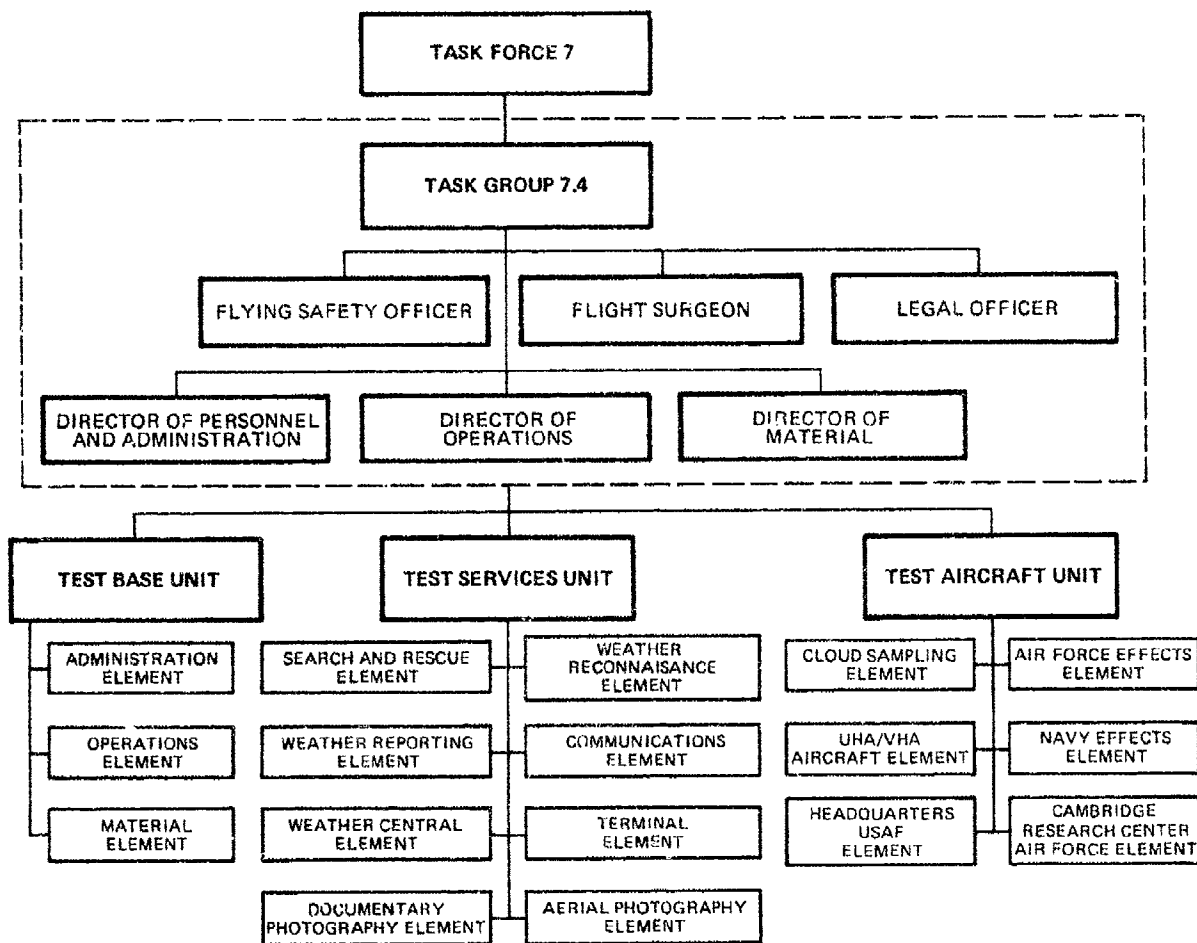 TASK FORCE 7
TASK GROUP 7.4
FLYING SAFETY OFFICER
FLIGHT SURGEON
LEGAL OFFICER
DIRECTOR OF PERSONNEL
AND ADMINISTRATION
DIRECTOR OF
OPERATIONS
DIRECTOR OF
MATERIAL
TEST BASE UNIT
TEST SERVICES UNIT
TEST AIRCRAFT UNIT
ADMINISTRATION
ELEMENT
OPERATIONS
ELEMENT
MATERIAL
ELEMENT
SEARCH AND RESCUE
ELEMENT
WEATHER
RECONNAISANCE
ELEMENT
WEATHER REPORTING
ELEMENT
COMMUNICATIONS
ELEMENT
WEATHER CENTRAL
ELEMENT
TERMINAL
ELEMENT
DOCUMENTARY
PHOTOGRAPHY ELEMENT
AERIAL PHOTOGRAPHY
ELEMENT
CLOUD SAMPLING
ELEMENT
AIR FORCE EFFECTS
ELEMENT
UHA/VHA
AIRCRAFT ELEMENT
NAVY EFFECTS
ELEMENT
HEADQUARTERS
USAF
ELEMENT
CAMBRIDGE
RESEARCH CENTER
AIR FORCE ELEMENT